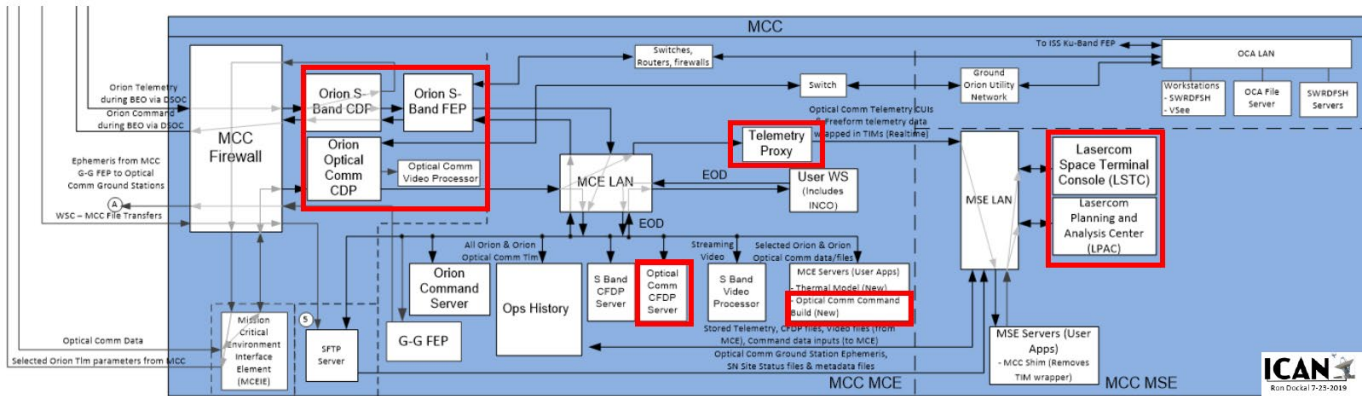 MCC
To ISS Ku-Band FEP
OCA LAN
Workstations
- SWRDFSH
- VSee
OCA File
Server
SWRDFSH
Servers
Switches,
Routers, firewalls
Switch
Ground
Orion Utility
Network
Orion Telemetry
during BEO via DSOC
Orion Command
during BEO via DSOC
MCC
Firewall
Orion S-
Band CDP
Orion S-
Band FEP
Orion
Optical
Comm
CDP
Optical Comm
Video Processor
Ephemeris from MCC
G-G FEP to Optical
Comm Ground Stations
A
WSC – MCC File Transfers
Optical Comm Telemetry CUIs
& Freeform telemetry data
wrapped in TIMs (Realtime)
Telemetry
Proxy
MCE LAN
EOD
User WS
(Includes
INCO)
EOD
MSE LAN
Lasercom
Space Terminal
Console (LSTC)
Lasercom
Planning and
Analysis Center
(LPAC)
All Orion & Orion
Optical Comm Tlm
Streaming
Video
Selected Orion & Orion
Optical Comm data/files
Orion
Command
Server
Ops History
S Band
CFDP
Server
Optical
Comm
CFDP
Server
S Band
Video
Processor
MCE Servers (User Apps)
- Thermal Model (New)
- Optical Comm Command
Build (New)
G-G FEP
5
SFTP
Server
Mission
Critical
Environment
Interface
Element
(MCEIE)
Optical Comm Data
Selected Orion Tlm parameters from MCC
Stored Telemetry, CFDP files, Video files (from
MCE), Command data inputs (to MCE)
Optical Comm Ground Station Ephemeris,
SN Site Status files & metadata files
MSE Servers (User
Apps)
- MCC Shim (Removes
TIM wrapper)
MCC MCE
MCC MSE
ICAN
Ron Dockal 7-23-2019